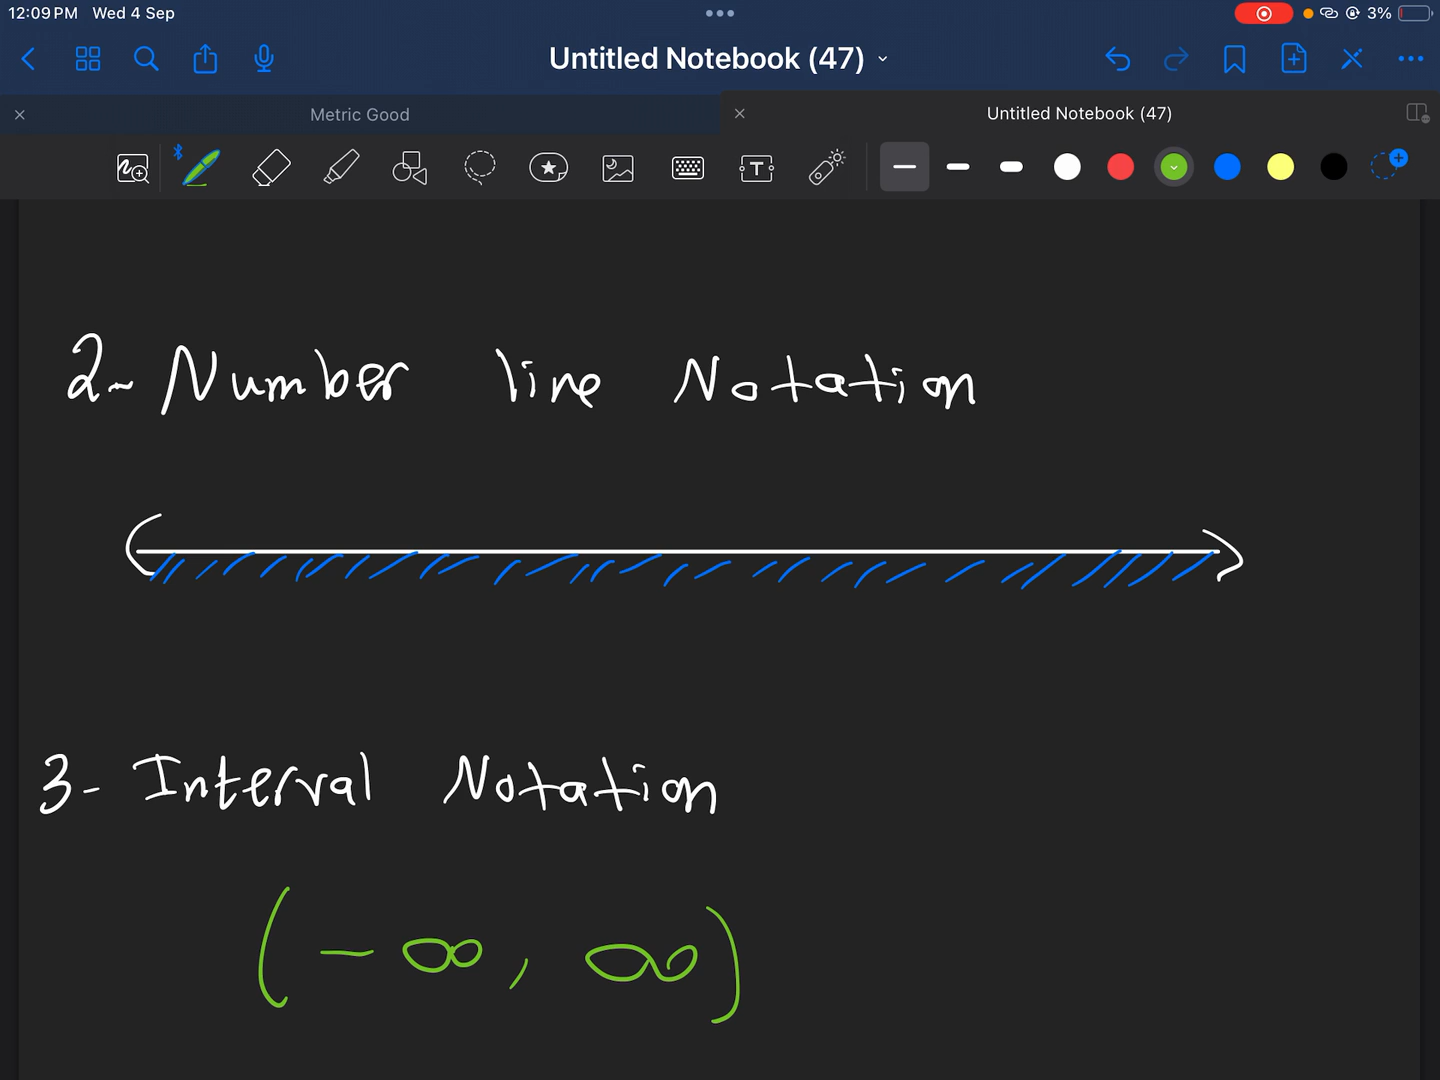 12:09 PM Wed 4 Sep 3%
Untitled Notebook (47)
Metric Good
Untitled Notebook (47)
T
2- Number line Notation
3- Interval Notation
(-∞, ∞)